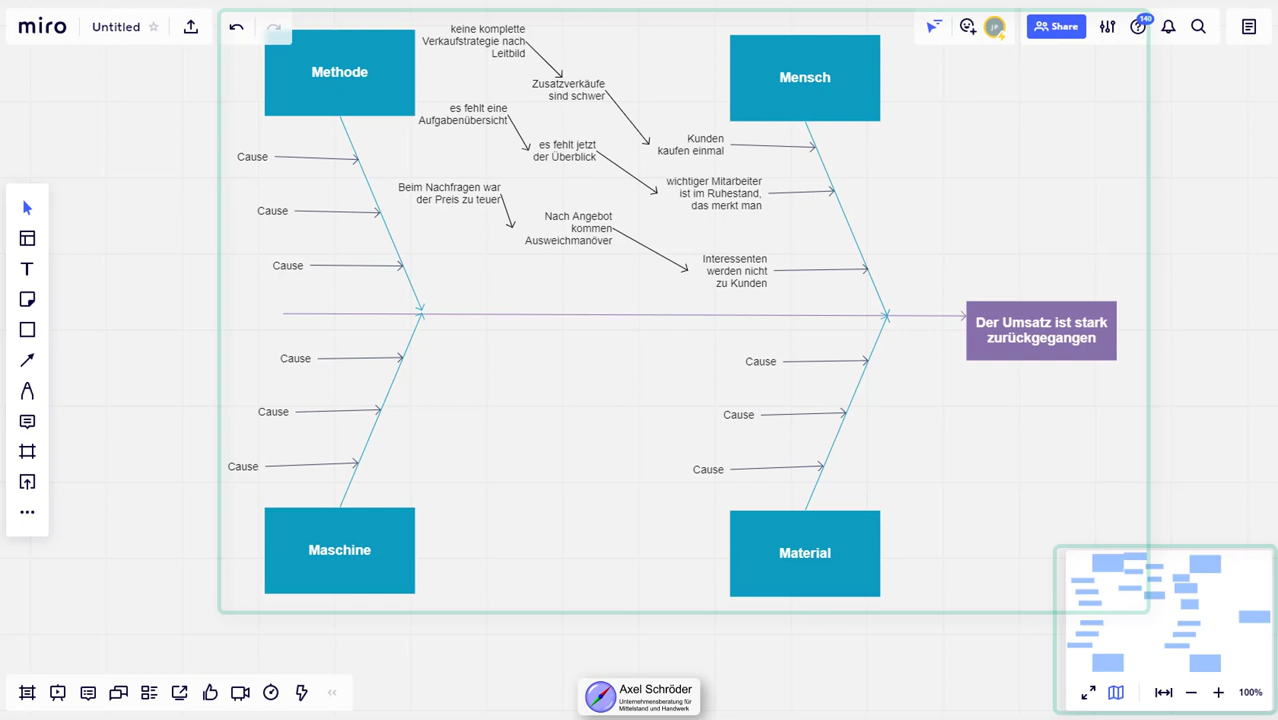 miro
Untitled
JP
Share
140
keine komplette
Verkaufstrategie nach
Leitbild
Methode
Mensch
Zusatzverkäufe
sind schwer
es fehlt eine
Aufgabenübersicht
es fehlt jetzt
der Überblick
Kunden
kaufen einmal
Cause
Beim Nachfragen war
der Preis zu teuer
wichtiger Mitarbeiter
ist im Ruhestand,
das merkt man
Cause
Nach Angebot
kommen
Ausweichmanöver
Cause
Interessenten
werden nicht
zu Kunden
Der Umsatz ist stark
zurückgegangen
Cause
Cause
Cause
Cause
Cause
Cause
Maschine
Material
Axel Schröder
Unternehmensberatung für
Mittelstand und Handwerk
100%